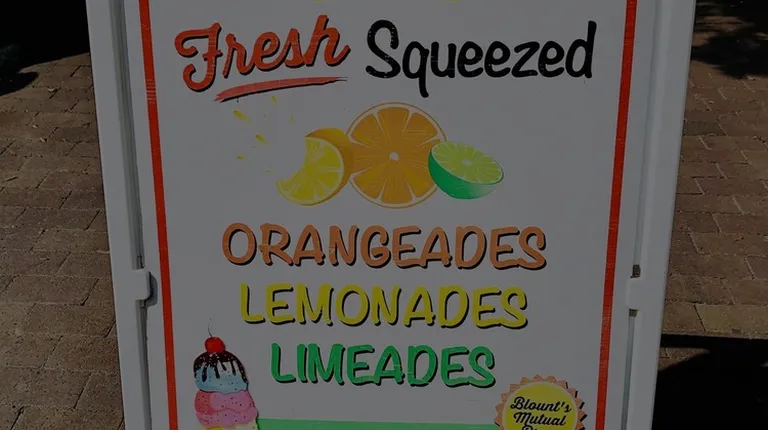 Fresh Squeezed
ORANGEADES
LEMONADES
LIMEADES
Blount's
Mutual